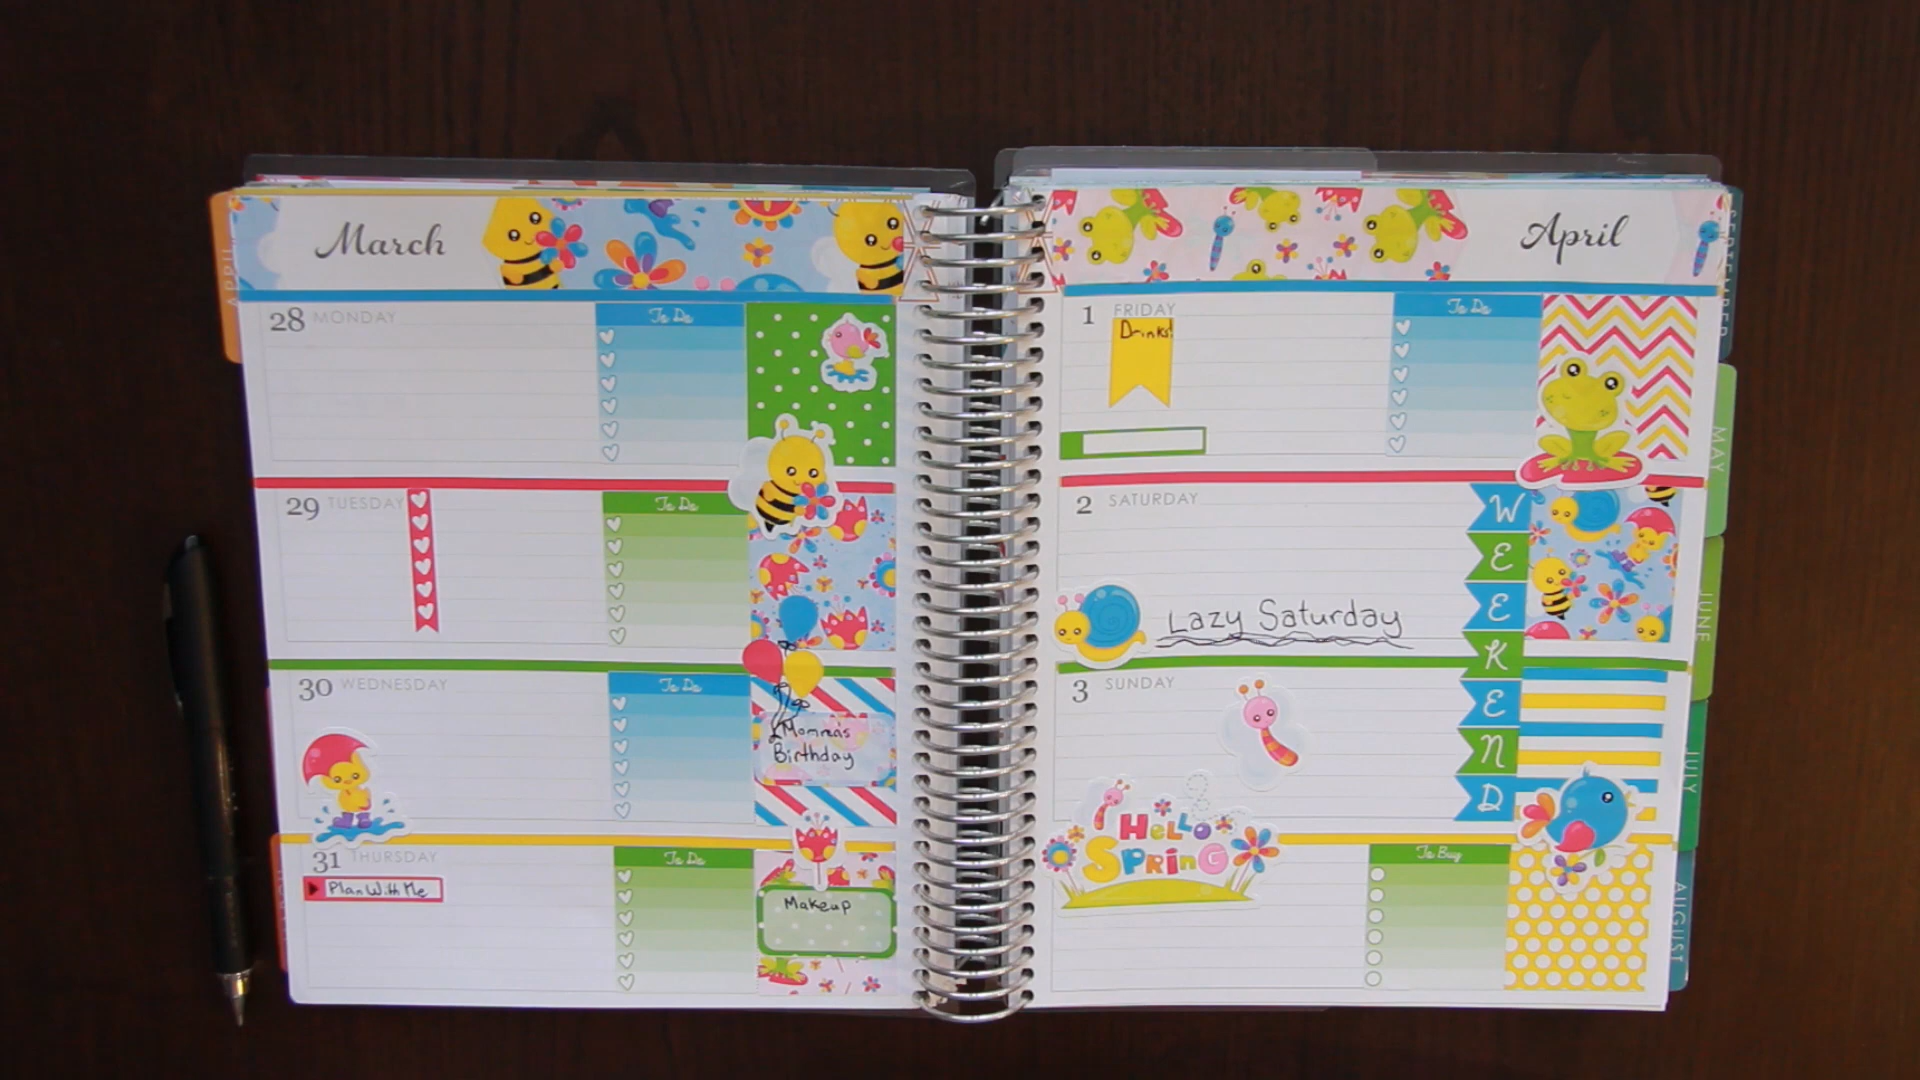 March
28 MONDAY
To Do
29 TUESDAY
To Do
30 WEDNESDAY
To Do
Momma's
Birthday
31 THURSDAY
Plan With Me
To Do
Makeup
APRIL
April
1 FRIDAY
Drinks!
To Do
2 SATURDAY
Lazy Saturday
WEEKEND
3 SUNDAY
HELLO
SPRING
To Buy
SEPTEMBER
MAY
JUNE
JULY
AUGUST